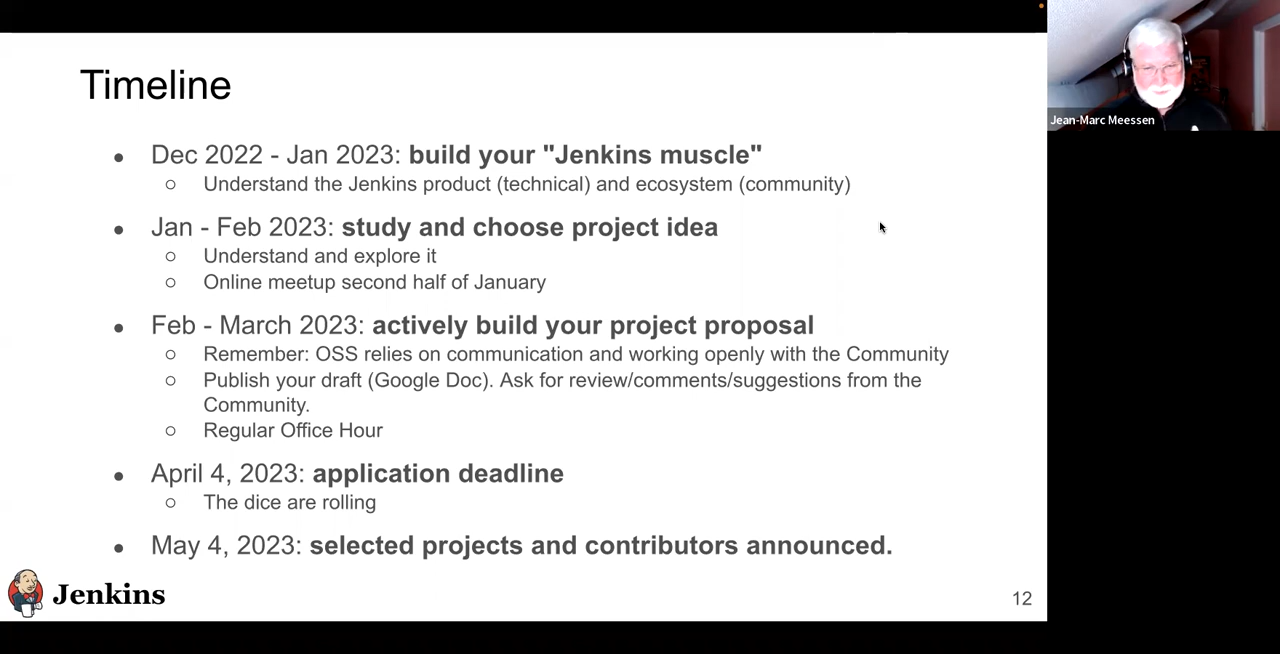 Timeline
Jean-Marc Meessen
● Dec 2022 - Jan 2023: build your "Jenkins muscle"
○ Understand the Jenkins product (technical) and ecosystem (community)
● Jan - Feb 2023: study and choose project idea
○ Understand and explore it
○ Online meetup second half of January
● Feb - March 2023: actively build your project proposal
○ Remember: OSS relies on communication and working openly with the Community
○ Publish your draft (Google Doc). Ask for review/comments/suggestions from the
Community.
○ Regular Office Hour
● April 4, 2023: application deadline
○ The dice are rolling
● May 4, 2023: selected projects and contributors announced.
Jenkins
12